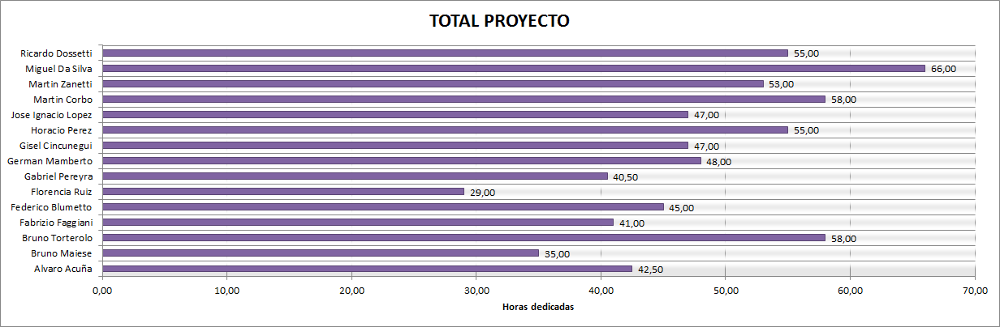 TOTAL PROYECTO
Ricardo Dossetti 55,00
Miguel Da Silva 66,00
Martin Zanetti 53,00
Martin Corbo 58,00
Jose Ignacio Lopez 47,00
Horacio Perez 55,00
Gisel Cincunegui 47,00
German Mamberto 48,00
Gabriel Pereyra 40,50
Florencia Ruiz 29,00
Federico Blumetto 45,00
Fabrizio Faggiani 41,00
Bruno Torterolo 58,00
Bruno Maiese 35,00
Alvaro Acuña 42,50
0,00 10,00 20,00 30,00 40,00 50,00 60,00 70,00
Horas dedicadas